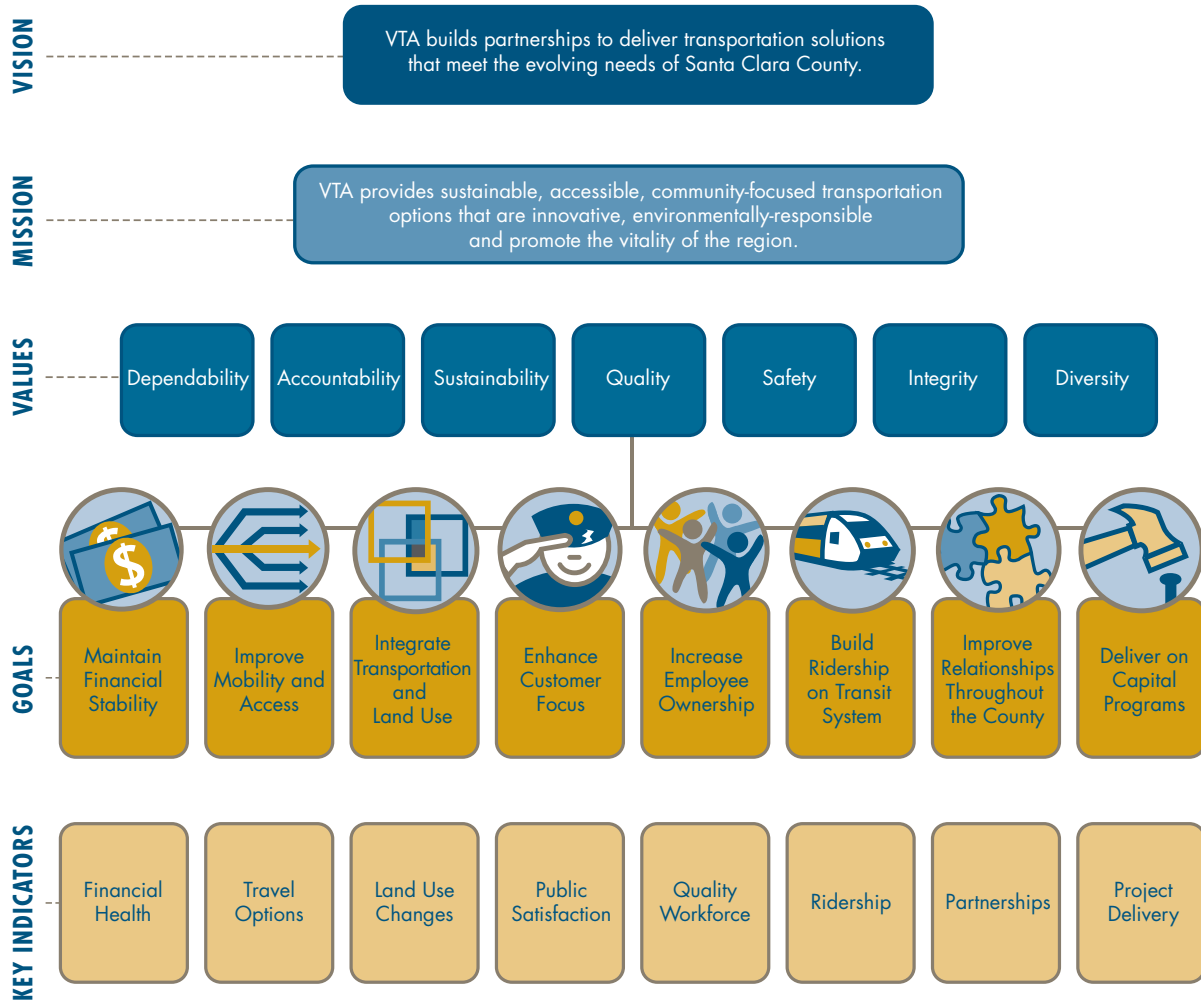 VISION
VTA builds partnerships to deliver transportation solutions
that meet the evolving needs of Santa Clara County.
MISSION
VTA provides sustainable, accessible, community-focused transportation
options that are innovative, environmentally-responsible
and promote the vitality of the region.
VALUES
Dependability
Accountability
Sustainability
Quality
Safety
Integrity
Diversity
$
$
GOALS
Maintain
Financial
Stability
Improve
Mobility and
Access
Integrate
Transportation
and
Land Use
Enhance
Customer
Focus
Increase
Employee
Ownership
Build
Ridership
on Transit
System
Improve
Relationships
Throughout
the County
Deliver on
Capital
Programs
KEY INDICATORS
Financial
Health
Travel
Options
Land Use
Changes
Public
Satisfaction
Quality
Workforce
Ridership
Partnerships
Project
Delivery